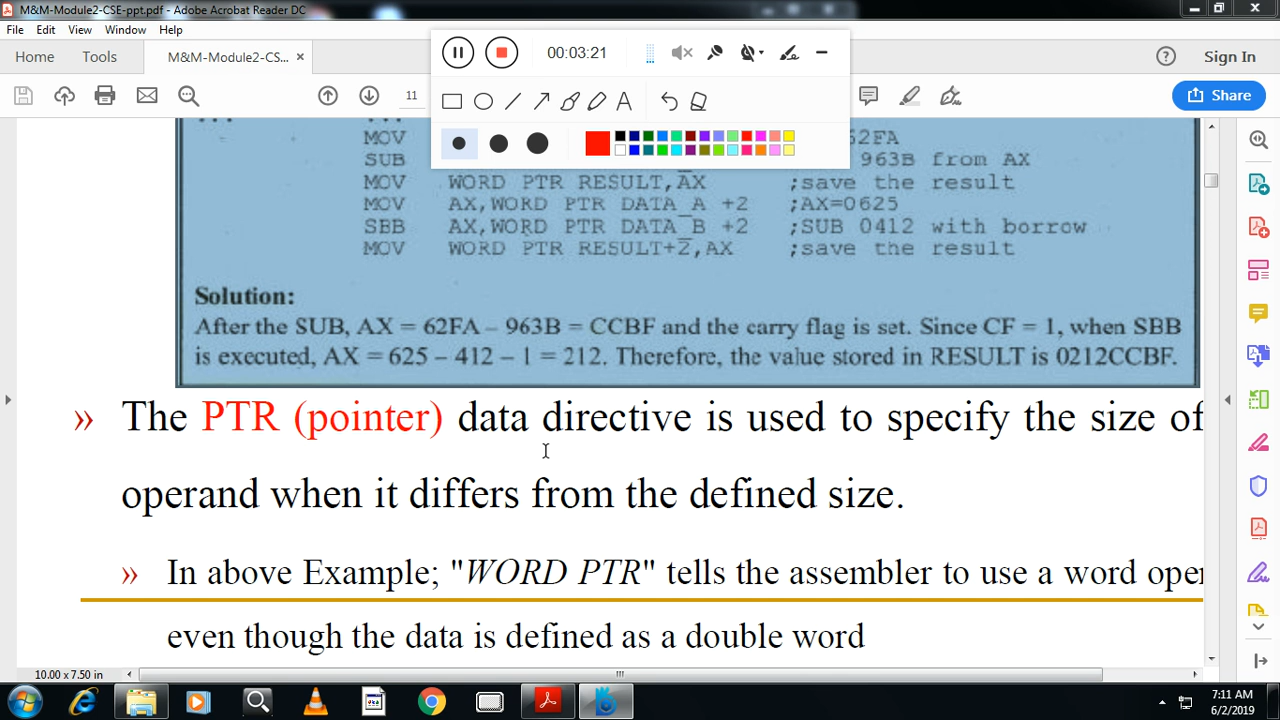 M&M-Module2-CSE-ppt.pdf - Adobe Acrobat Reader DC
File Edit View Window Help
Home Tools M&M-Module2-CS... × 00:03:21 Sign In
11 Share
MOV 62FA
SUB 963B from AX
MOV WORD PTR RESULT,AX ;save the result
MOV AX,WORD PTR DATA_A +2 ;AX=0625
SBB AX,WORD PTR DATA_B +2 ;SUB 0412 with borrow
MOV WORD PTR RESULT+2,AX ;save the result
Solution:
After the SUB, AX = 62FA – 963B = CCBF and the carry flag is set. Since CF = 1, when SBB
is executed, AX = 625 – 412 – 1 = 212. Therefore, the value stored in RESULT is 0212CCBF.
» The PTR (pointer) data directive is used to specify the size of
operand when it differs from the defined size.
» In above Example; "WORD PTR" tells the assembler to use a word oper
even though the data is defined as a double word
10.00 x 7.50 in
7:11 AM
6/2/2019